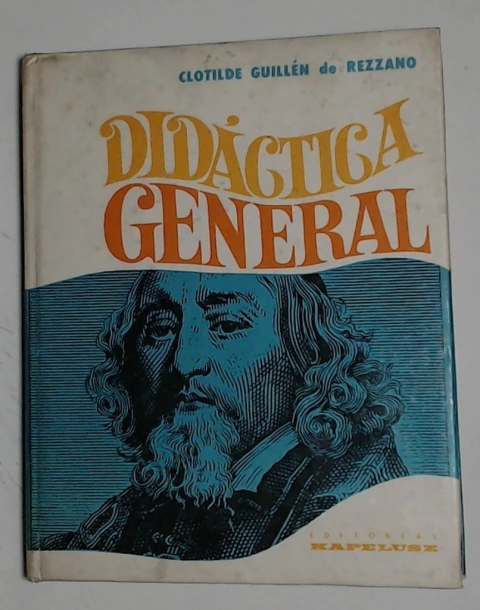 CLOTILDE GUILLÉN de REZZANO
DIDÁCTICA
GENERAL
EDITORIAL
KAPELUSZ